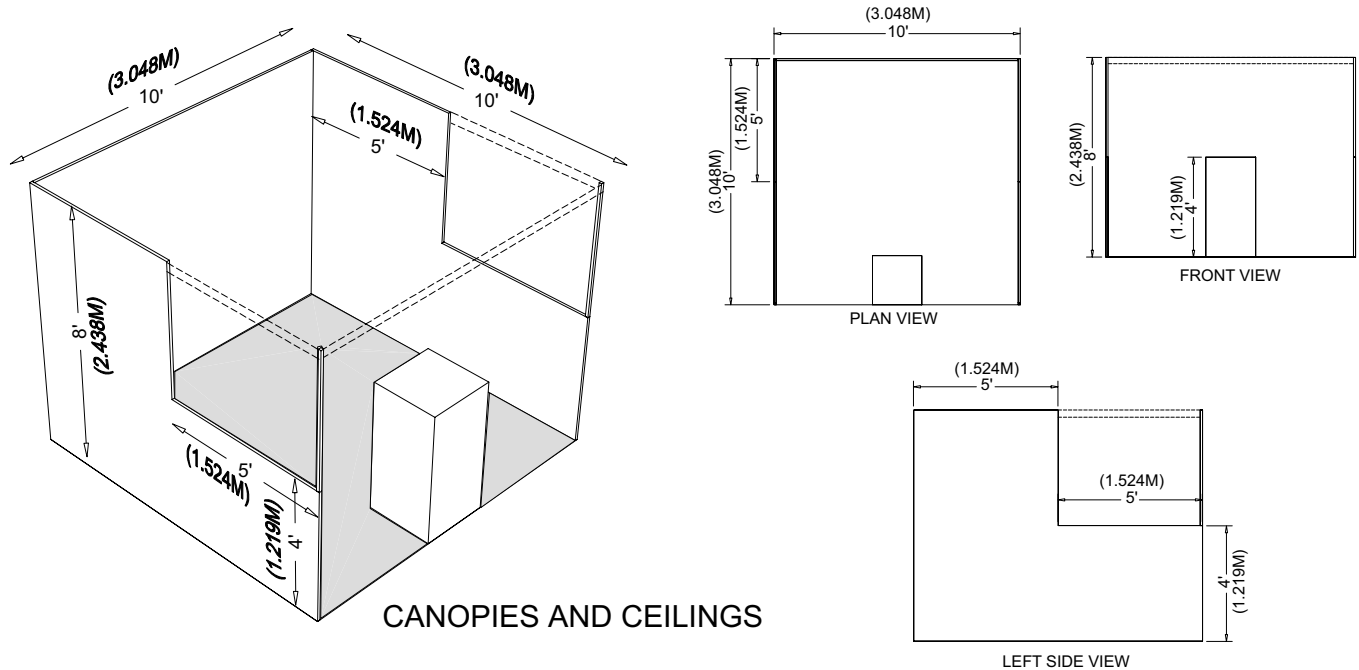 (3.048M)
10'
(3.048M)
10'
(1.524M)
5'
8'
(2.438M)
5'
(1.524M)
4'
(1.219M)
CANOPIES AND CEILINGS
(3.048M)
10'
(1.524M)
5'
(3.048M)
10'
PLAN VIEW
(2.438M)
8'
(1.219M)
4'
FRONT VIEW
(1.524M)
5'
(1.524M)
5'
4'
(1.219M)
LEFT SIDE VIEW